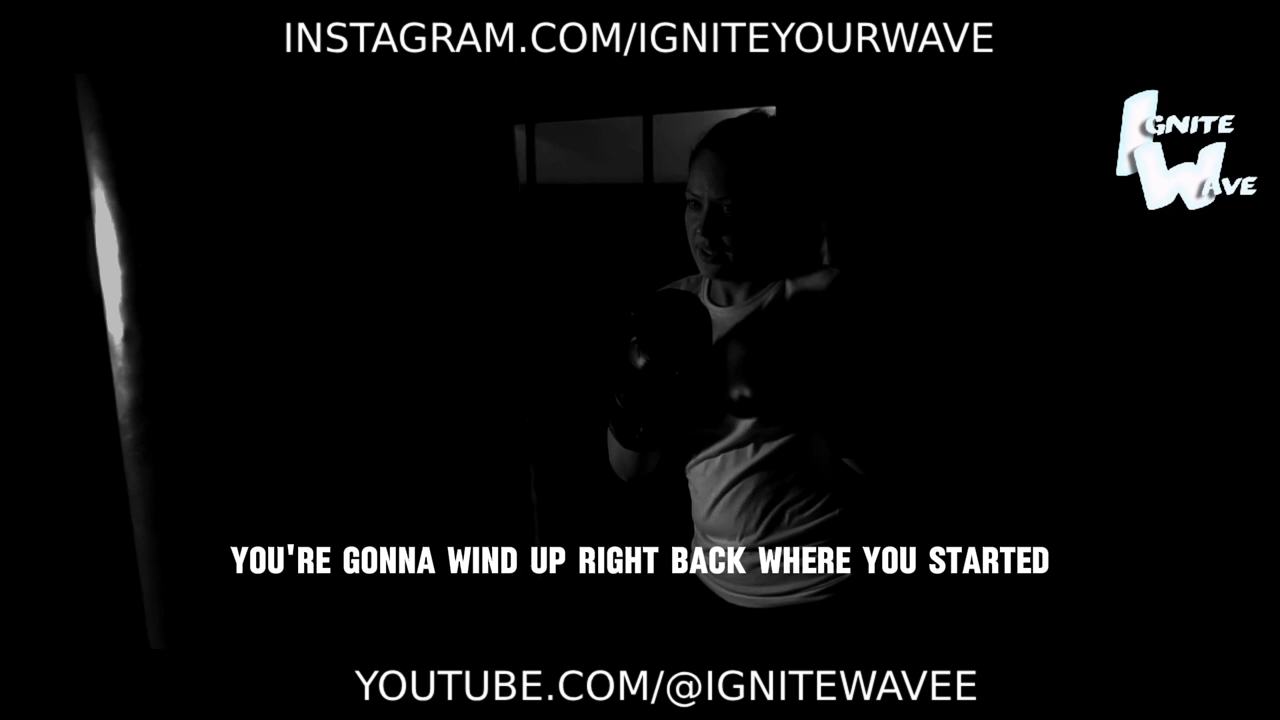 INSTAGRAM.COM/IGNITEYOURWAVE
IGNITE
WAVE
YOU'RE GONNA WIND UP RIGHT BACK WHERE YOU STARTED
YOUTUBE.COM/@IGNITEWAVEE